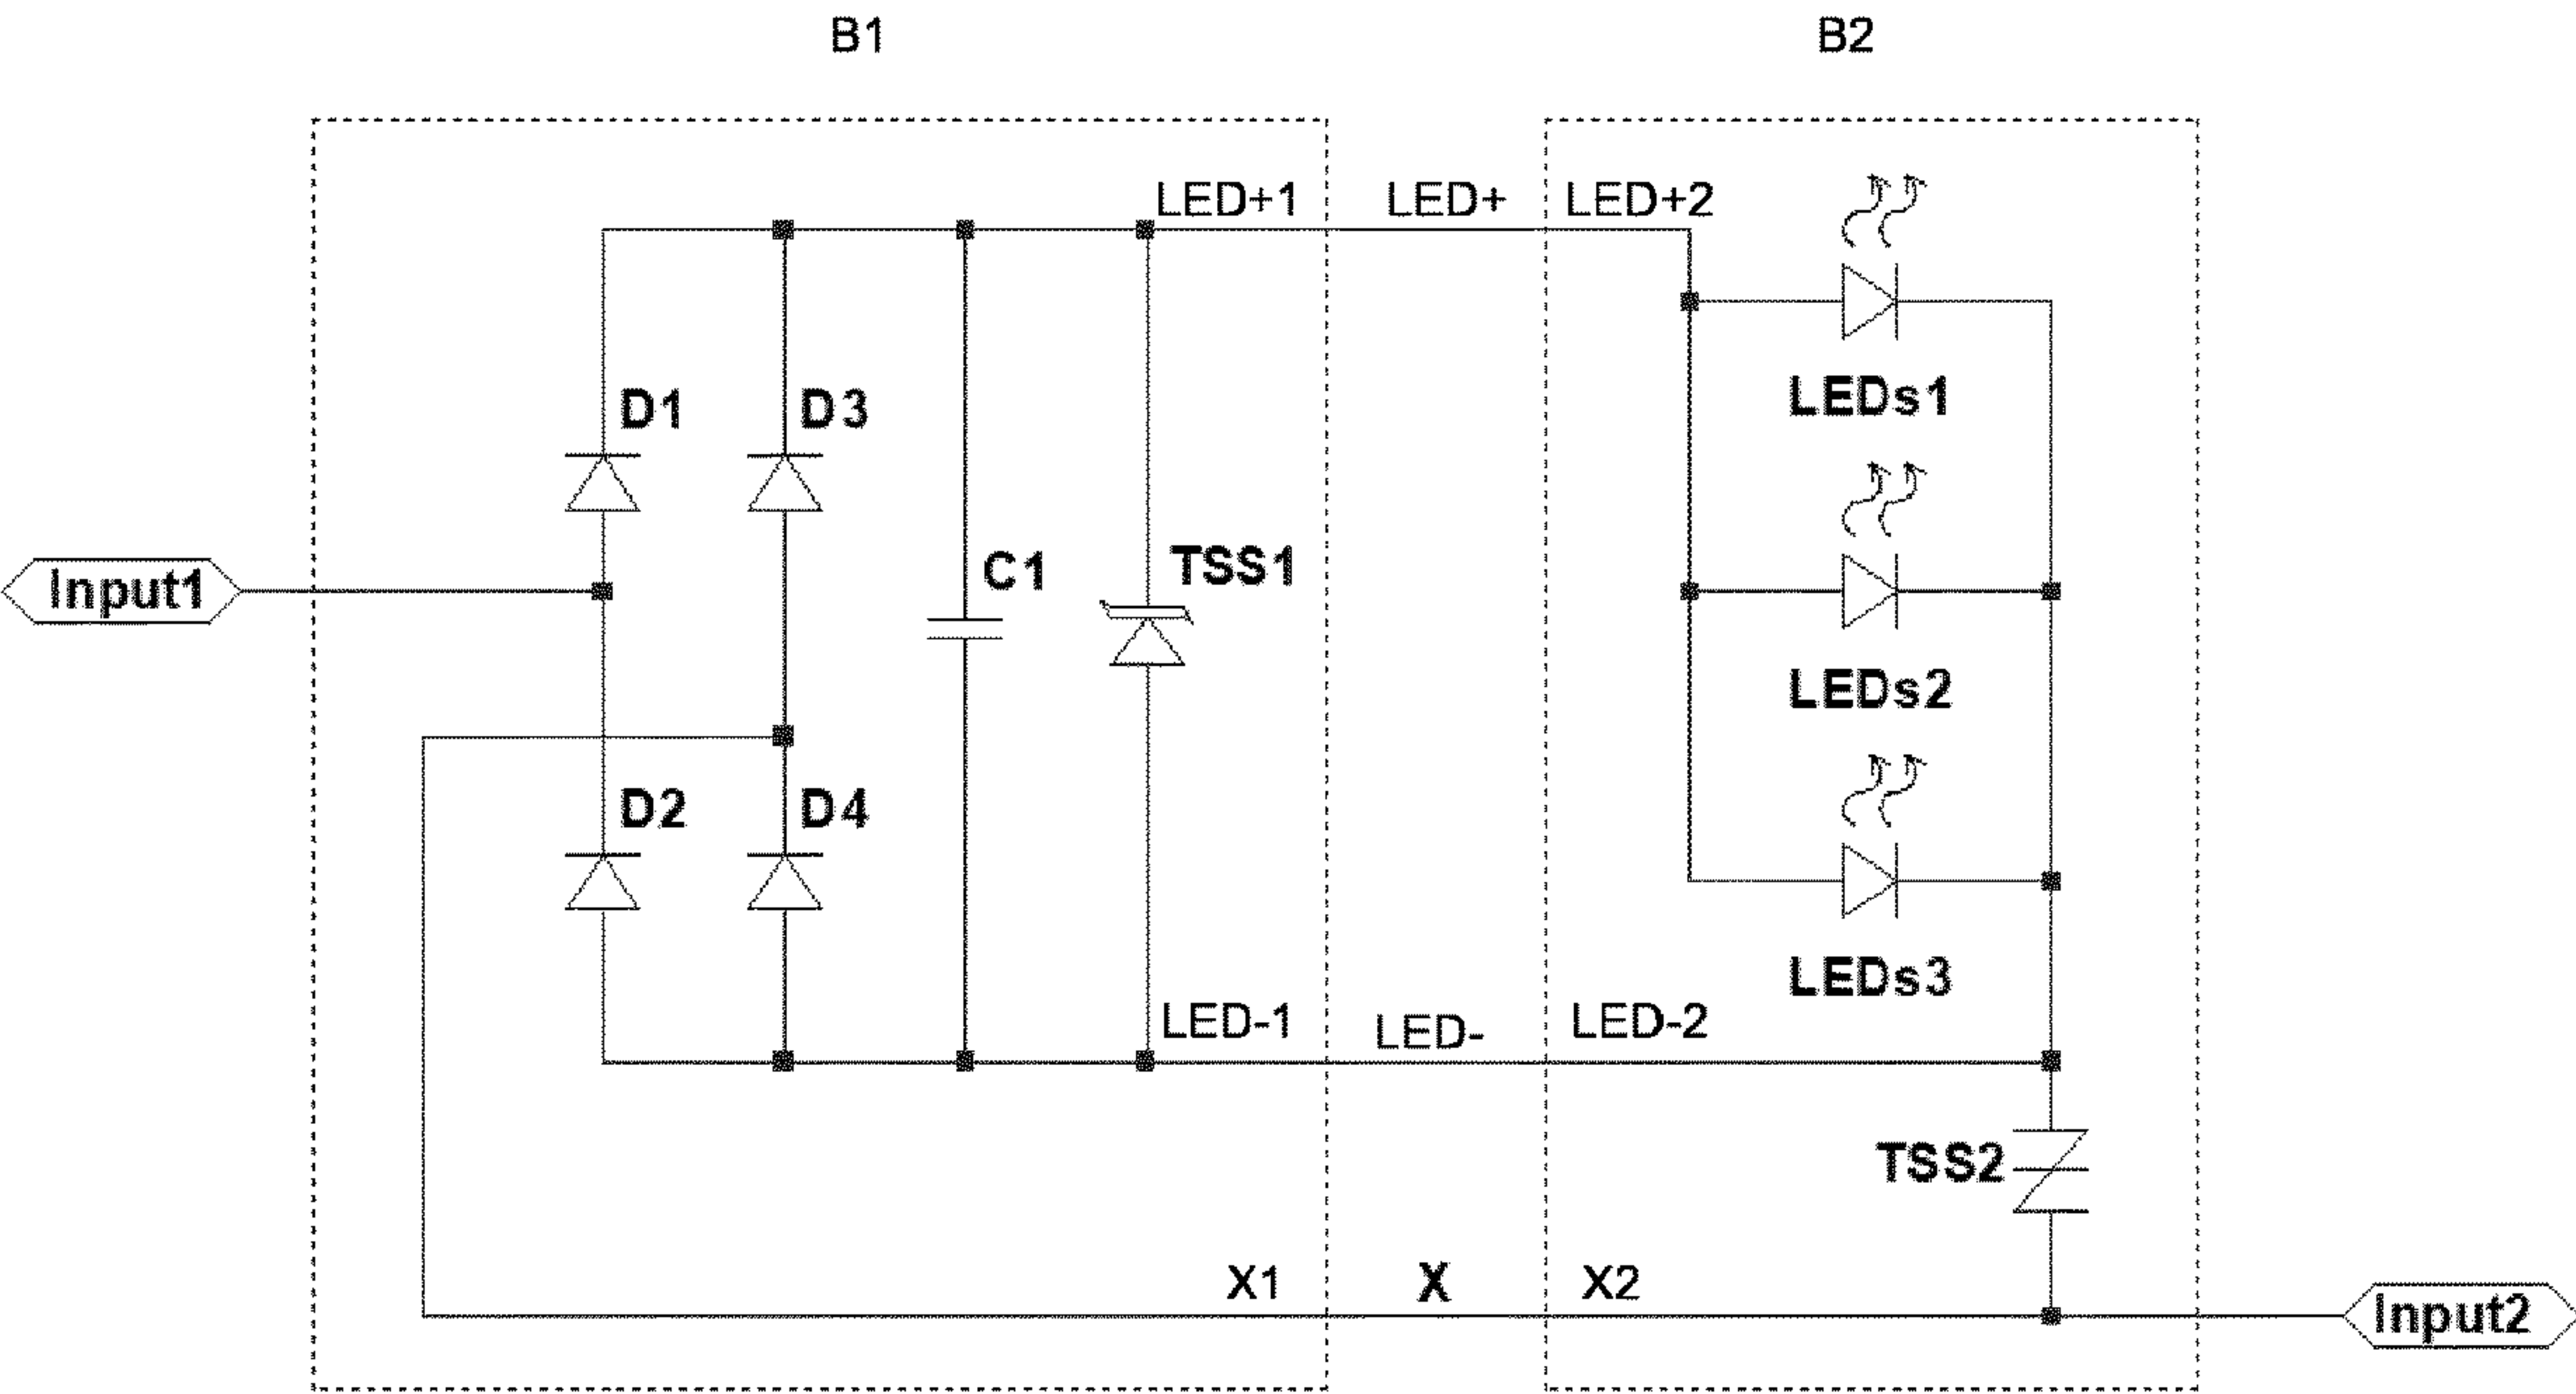 B1 B2
LED+1 LED+ LED+2
D1 D3 LEDs1
Input1 C1 TSS1
LEDs2
D2 D4
LEDs3
LED-1 LED- LED-2
TSS2
X1 X X2
Input2